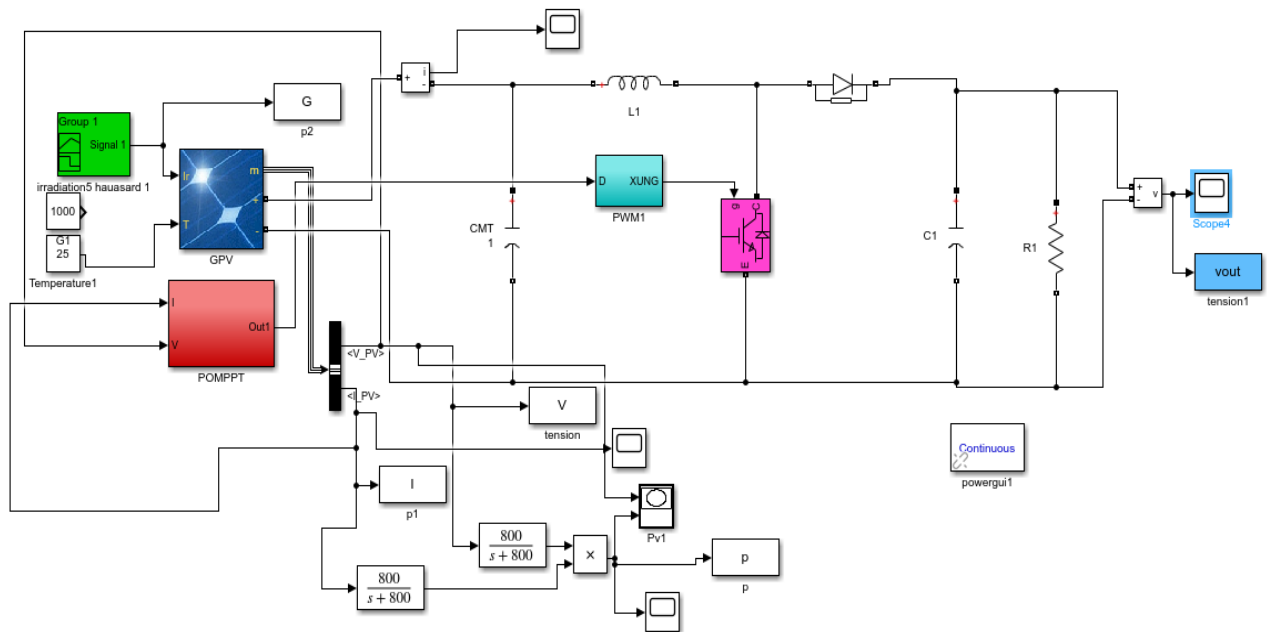 Group 1
Signal 1
irradiation5 hauasard 1
G
p2
i
+
-
L1
Ir
m
T
+
-
GPV
1000
G1
25
Temperature1
D
XUNG
PWM1
g
C
E
CMT
1
C1
R1
+
-
v
Scope4
vout
tension1
I
V
Out1
POMPPT
<V_PV>
<I_PV>
V
tension
Continuous
powergui1
I
p1
Pv1
800
s + 800
×
p
p
800
s + 800